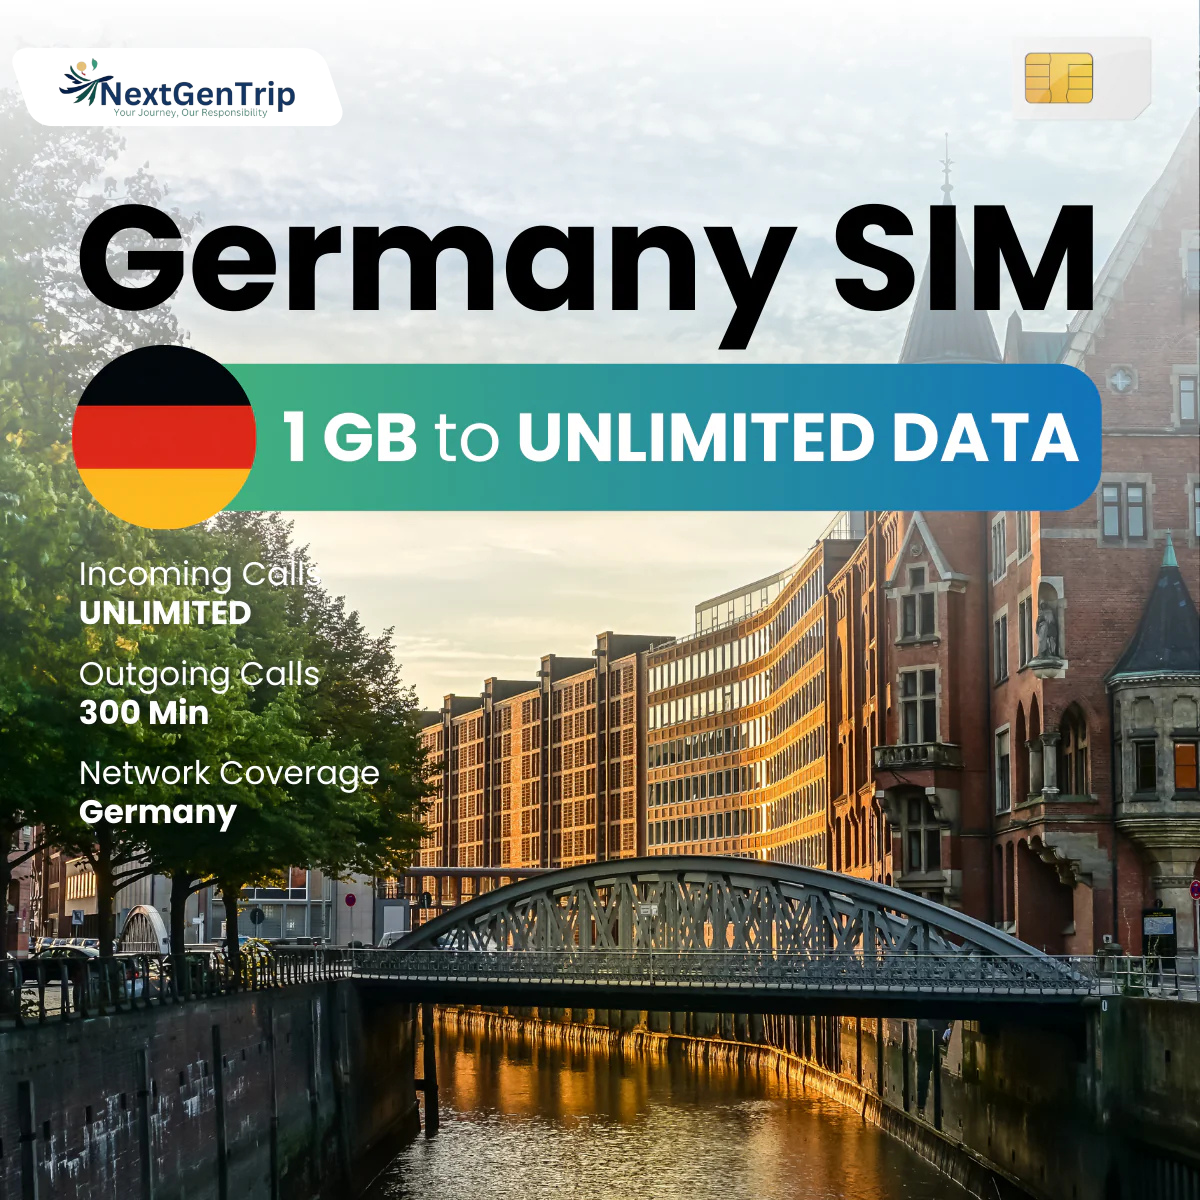 NextGenTrip
Your Journey, Our Responsibility
Germany SIM
1 GB to UNLIMITED DATA
Incoming Calls
UNLIMITED
Outgoing Calls
300 Min
Network Coverage
Germany